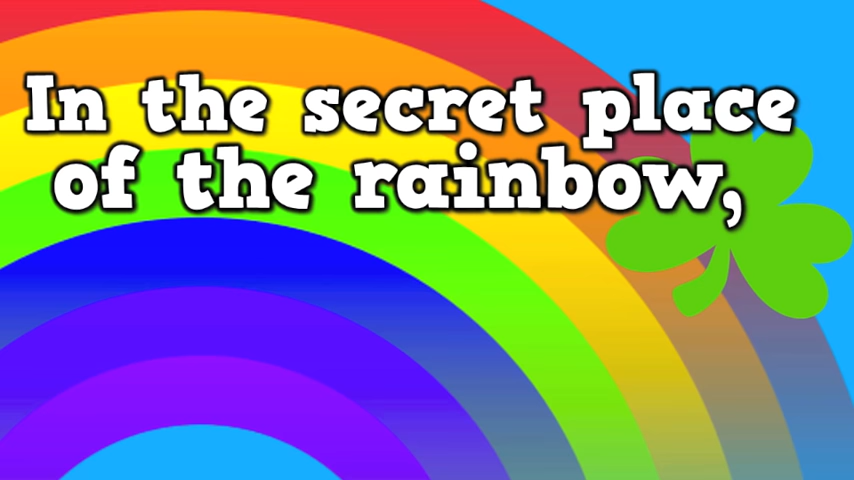 In the secret place
of the rainbow,